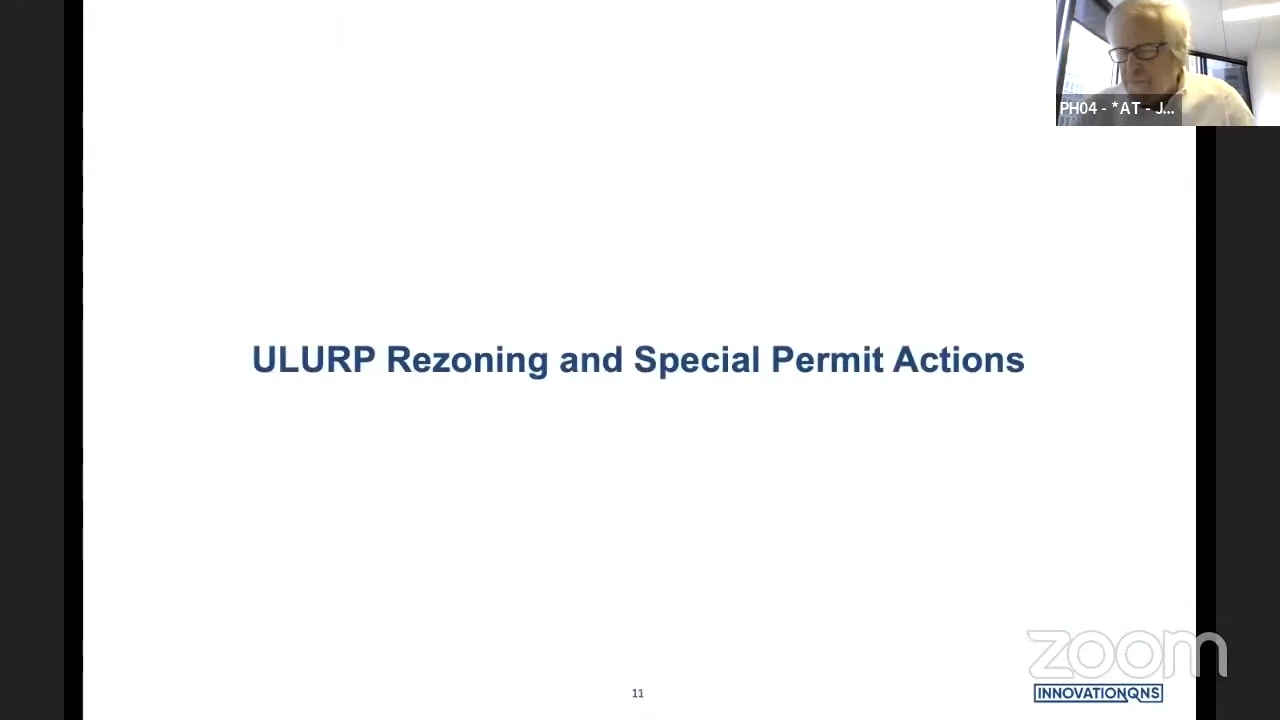 PH04 - *AT - J...
ULURP Rezoning and Special Permit Actions
zoom
INNOVATIONQNS
11